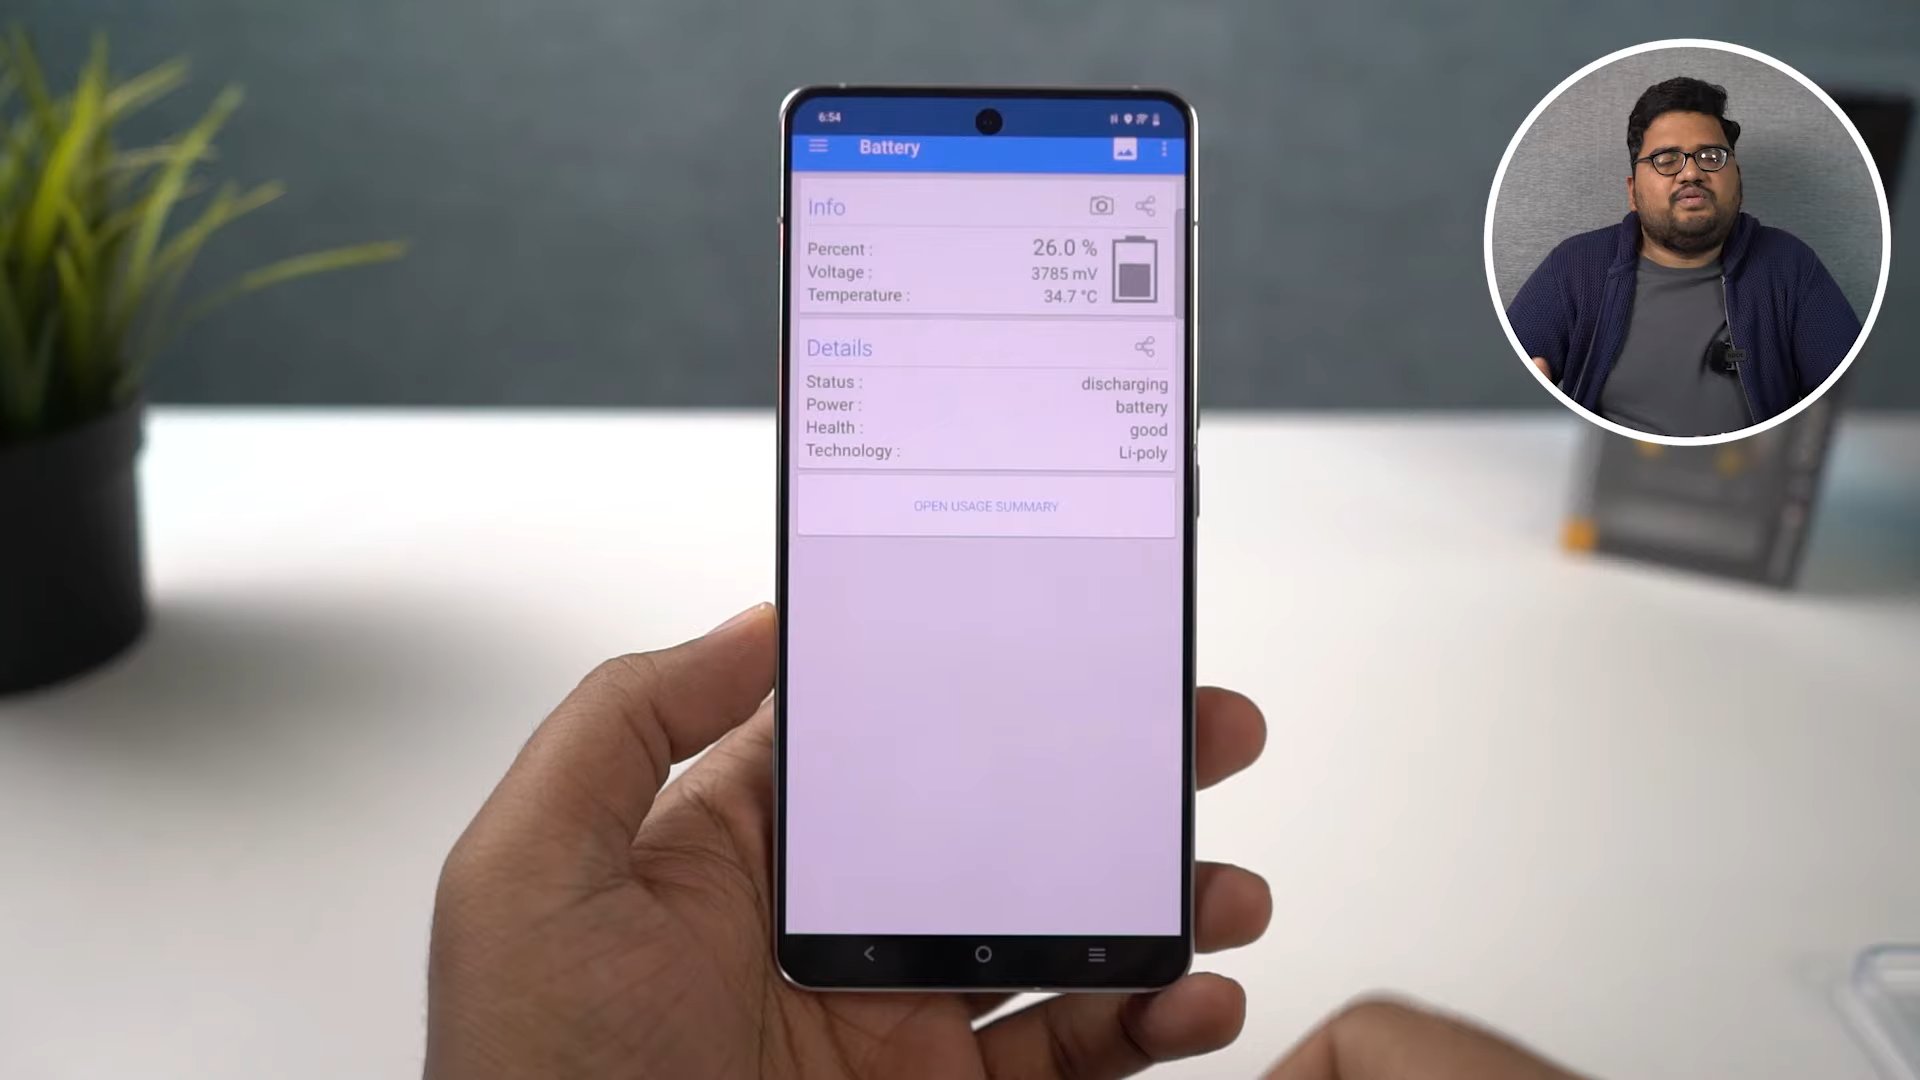 6:54
Battery
Info
Percent : 26.0 %
Voltage : 3785 mV
Temperature : 34.7 °C
Details
Status : discharging
Power : battery
Health : good
Technology : Li-poly
OPEN USAGE SUMMARY